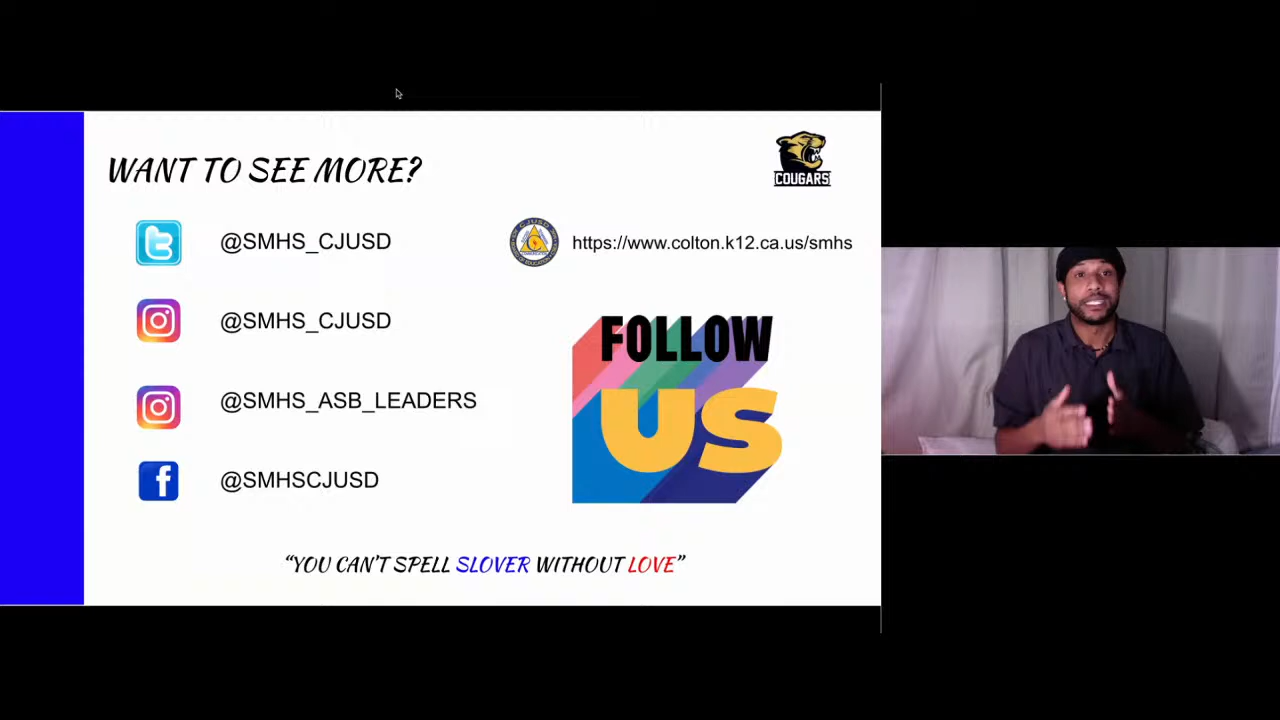 WANT TO SEE MORE?
COUGARS
@SMHS_CJUSD
https://www.colton.k12.ca.us/smhs
@SMHS_CJUSD
@SMHS_ASB_LEADERS
@SMHSCJUSD
FOLLOW
US
“YOU CAN’T SPELL SLOVER WITHOUT LOVE”